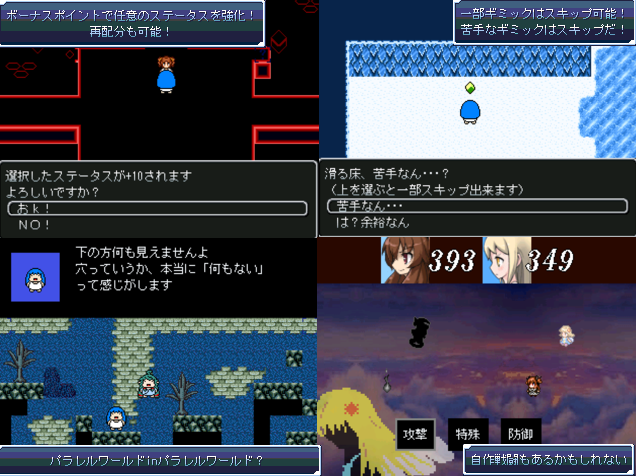 ボーナスポイントで任意のステータスを強化！
再配分も可能！
一部ギミックはスキップ可能！
苦手なギミックはスキップだ！
選択したステータスが+10されます
よろしいですか？
おｋ！
ＮＯ！
滑る床、苦手なん・・・？
（上を選ぶと一部スキップ出来ます）
苦手なん・・・
は？余裕なん
下の方何も見えませんよ
穴っていうか、本当に「何もない」
って感じがします
パラレルワールドinパラレルワールド？
393
349
攻撃
特殊
防御
自作戦闘もあるかもしれない